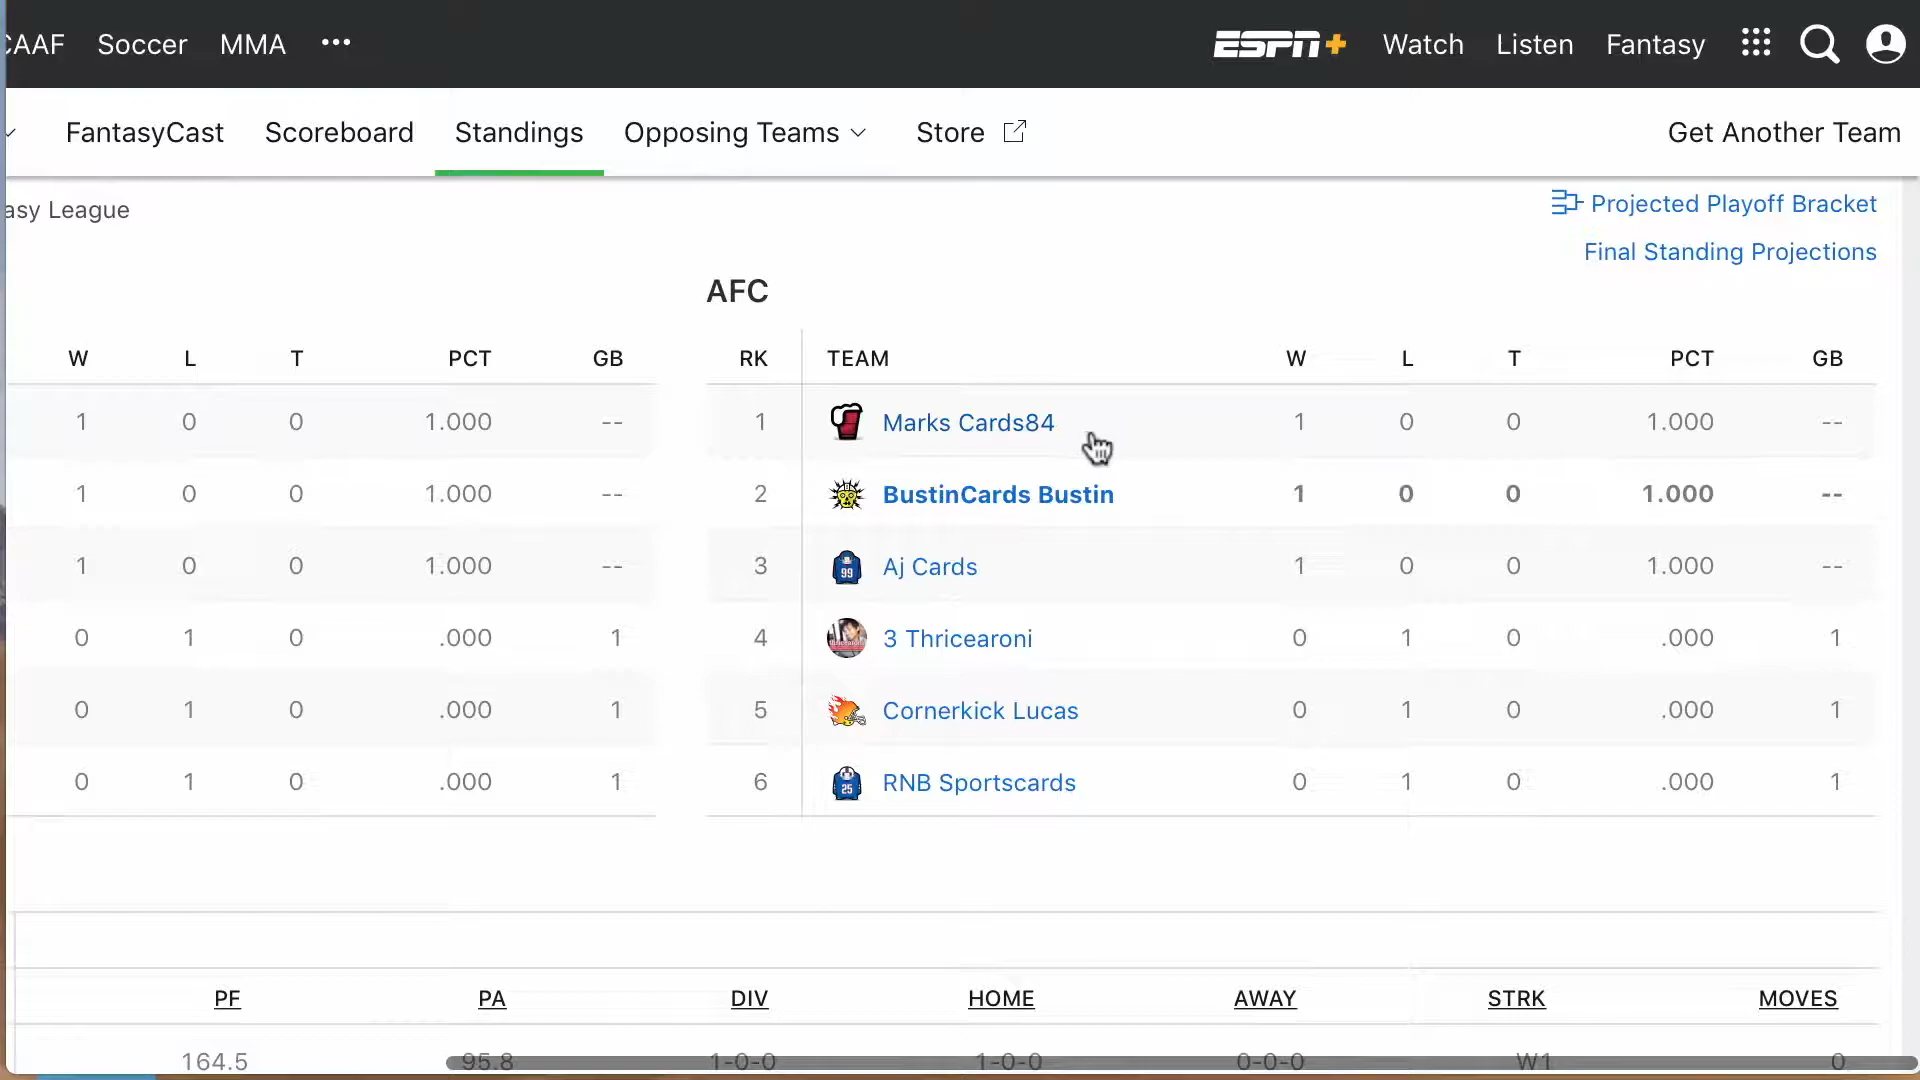 CAAF Soccer MMA ••• ESPN+ Watch Listen Fantasy
FantasyCast Scoreboard Standings Opposing Teams Store Get Another Team
asy League
Projected Playoff Bracket
Final Standing Projections
AFC
W L T PCT GB RK TEAM W L T PCT GB
1 0 0 1.000 -- 1 Marks Cards84 1 0 0 1.000 --
1 0 0 1.000 -- 2 BustinCards Bustin 1 0 0 1.000 --
1 0 0 1.000 -- 3 99 Aj Cards 1 0 0 1.000 --
0 1 0 .000 1 4 3 Thricearoni 0 1 0 .000 1
0 1 0 .000 1 5 Cornerkick Lucas 0 1 0 .000 1
0 1 0 .000 1 6 25 RNB Sportscards 0 1 0 .000 1
PF PA DIV HOME AWAY STRK MOVES
164.5 95.8 1-0-0 1-0-0 0-0-0 W1 0